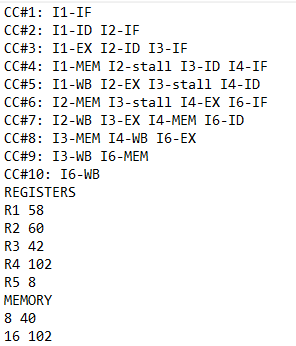 CC#1: I1-IF
CC#2: I1-ID I2-IF
CC#3: I1-EX I2-ID I3-IF
CC#4: I1-MEM I2-stall I3-ID I4-IF
CC#5: I1-WB I2-EX I3-stall I4-ID
CC#6: I2-MEM I3-stall I4-EX I6-IF
CC#7: I2-WB I3-EX I4-MEM I6-ID
CC#8: I3-MEM I4-WB I6-EX
CC#9: I3-WB I6-MEM
CC#10: I6-WB
REGISTERS
R1 58
R2 60
R3 42
R4 102
R5 8
MEMORY
8 40
16 102